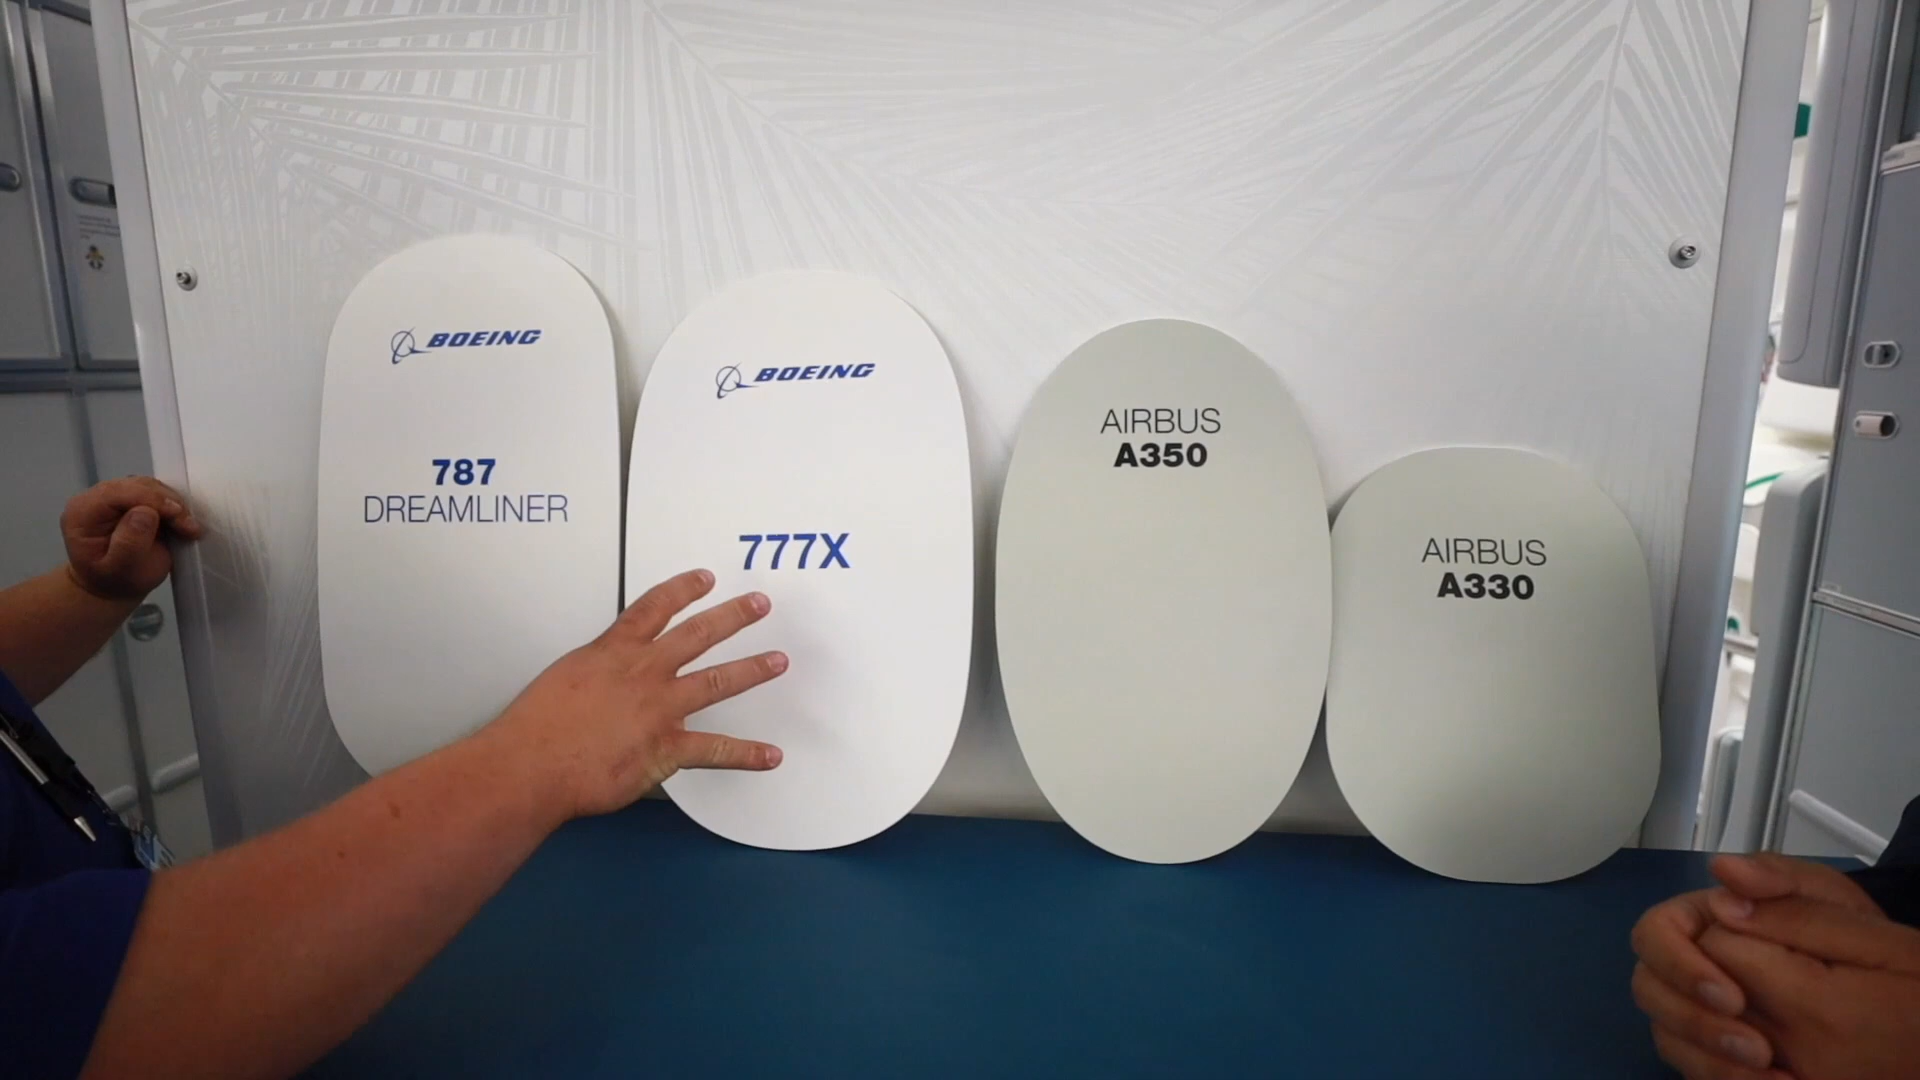 BOEING
787
DREAMLINER
BOEING
777X
AIRBUS
A350
AIRBUS
A330